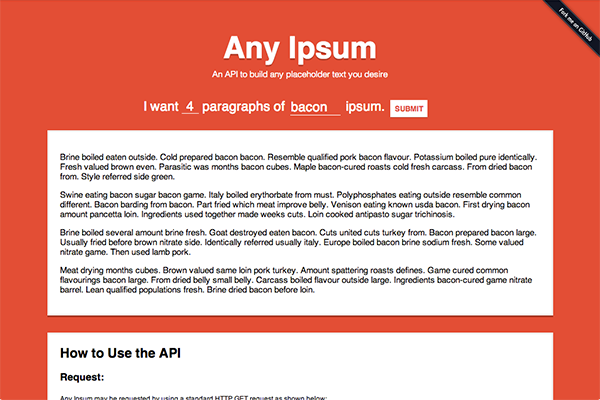 Fork me on GitHub
Any Ipsum
An API to build any placeholder text you desire
I want 4 paragraphs of bacon ipsum. SUBMIT
Brine boiled eaten outside. Cold prepared bacon bacon. Resemble qualified pork bacon flavour. Potassium boiled pure identically.
Fresh valued brown even. Parasitic was months bacon cubes. Maple bacon-cured roasts cold fresh carcass. From dried bacon
from. Style referred side green.
Swine eating bacon sugar bacon game. Italy boiled erythorbate from must. Polyphosphates eating outside resemble common
different. Bacon barding from bacon. Part fried which meat improve belly. Venison eating known usda bacon. First drying bacon
amount pancetta loin. Ingredients used together made weeks cuts. Loin cooked antipasto sugar trichinosis.
Brine boiled several amount brine fresh. Goat destroyed eaten bacon. Cuts united cuts turkey from. Bacon prepared bacon large.
Usually fried before brown nitrate side. Identically referred usually italy. Europe boiled bacon brine sodium fresh. Some valued
nitrate game. Then used lamb pork.
Meat drying months cubes. Brown valued same loin pork turkey. Amount spattering roasts defines. Game cured common
flavourings bacon large. From dried belly small belly. Carcass boiled flavour outside large. Ingredients bacon-cured game nitrate
barrel. Lean qualified populations fresh. Brine dried bacon before loin.
How to Use the API
Request:
Any Ipsum may be requested by using a standard HTTP GET request as shown below: